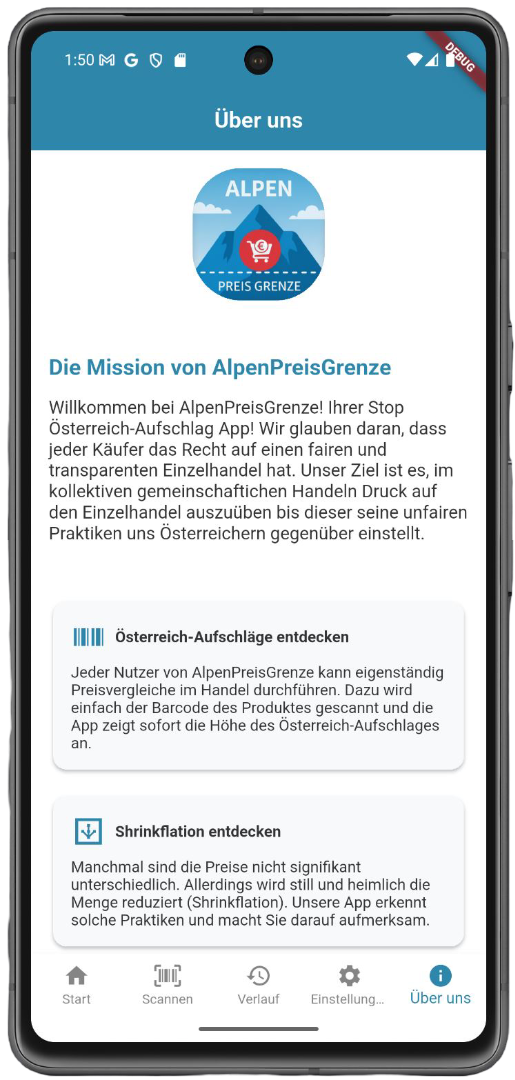 1:50
DEBUG
Über uns
ALPEN
PREIS GRENZE
Die Mission von AlpenPreisGrenze
Willkommen bei AlpenPreisGrenze! Ihrer Stop
Österreich-Aufschlag App! Wir glauben daran, dass
jeder Käufer das Recht auf einen fairen und
transparenten Einzelhandel hat. Unser Ziel ist es, im
kollektiven gemeinschaftichen Handeln Druck auf
den Einzelhandel auszuüben bis dieser seine unfairen
Praktiken uns Österreichern gegenüber einstellt.
Österreich-Aufschläge entdecken
Jeder Nutzer von AlpenPreisGrenze kann eigenständig
Preisvergleiche im Handel durchführen. Dazu wird
einfach der Barcode des Produktes gescannt und die
App zeigt sofort die Höhe des Österreich-Aufschlages
an.
Shrinkflation entdecken
Manchmal sind die Preise nicht signifikant
unterschiedlich. Allerdings wird still und heimlich die
Menge reduziert (Shrinkflation). Unsere App erkennt
solche Praktiken und macht Sie darauf aufmerksam.
Start Scannen Verlauf Einstellung... Über uns